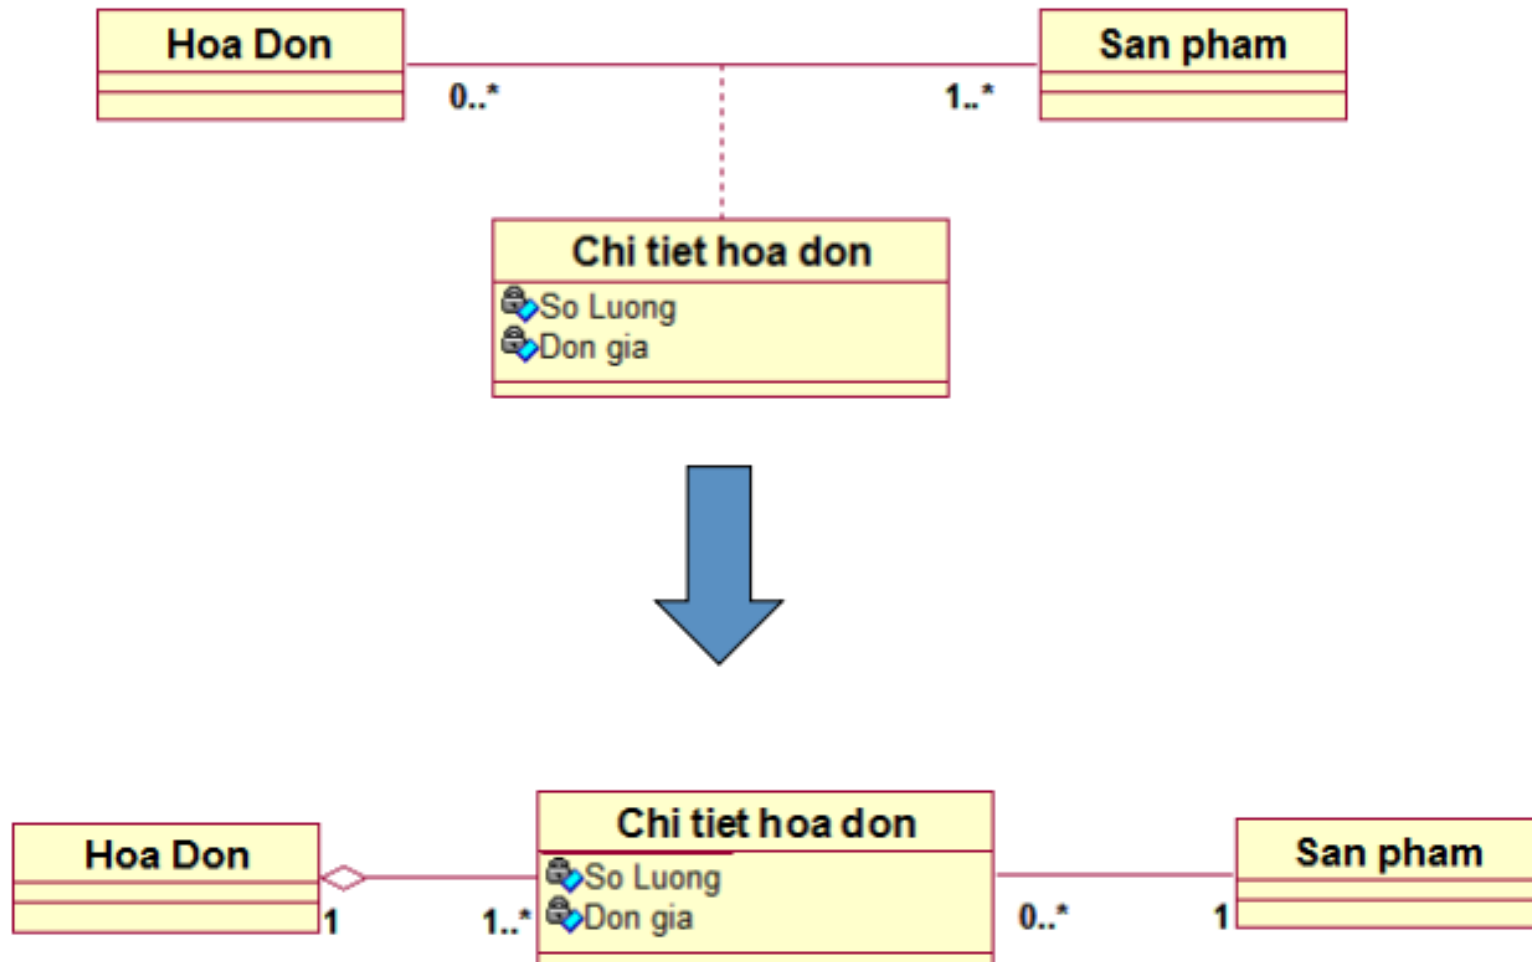 Hoa Don
San pham
0..*
1..*
Chi tiet hoa don
So Luong
Don gia
Chi tiet hoa don
Hoa Don
San pham
So Luong
1
1..*
Don gia
0..*
1